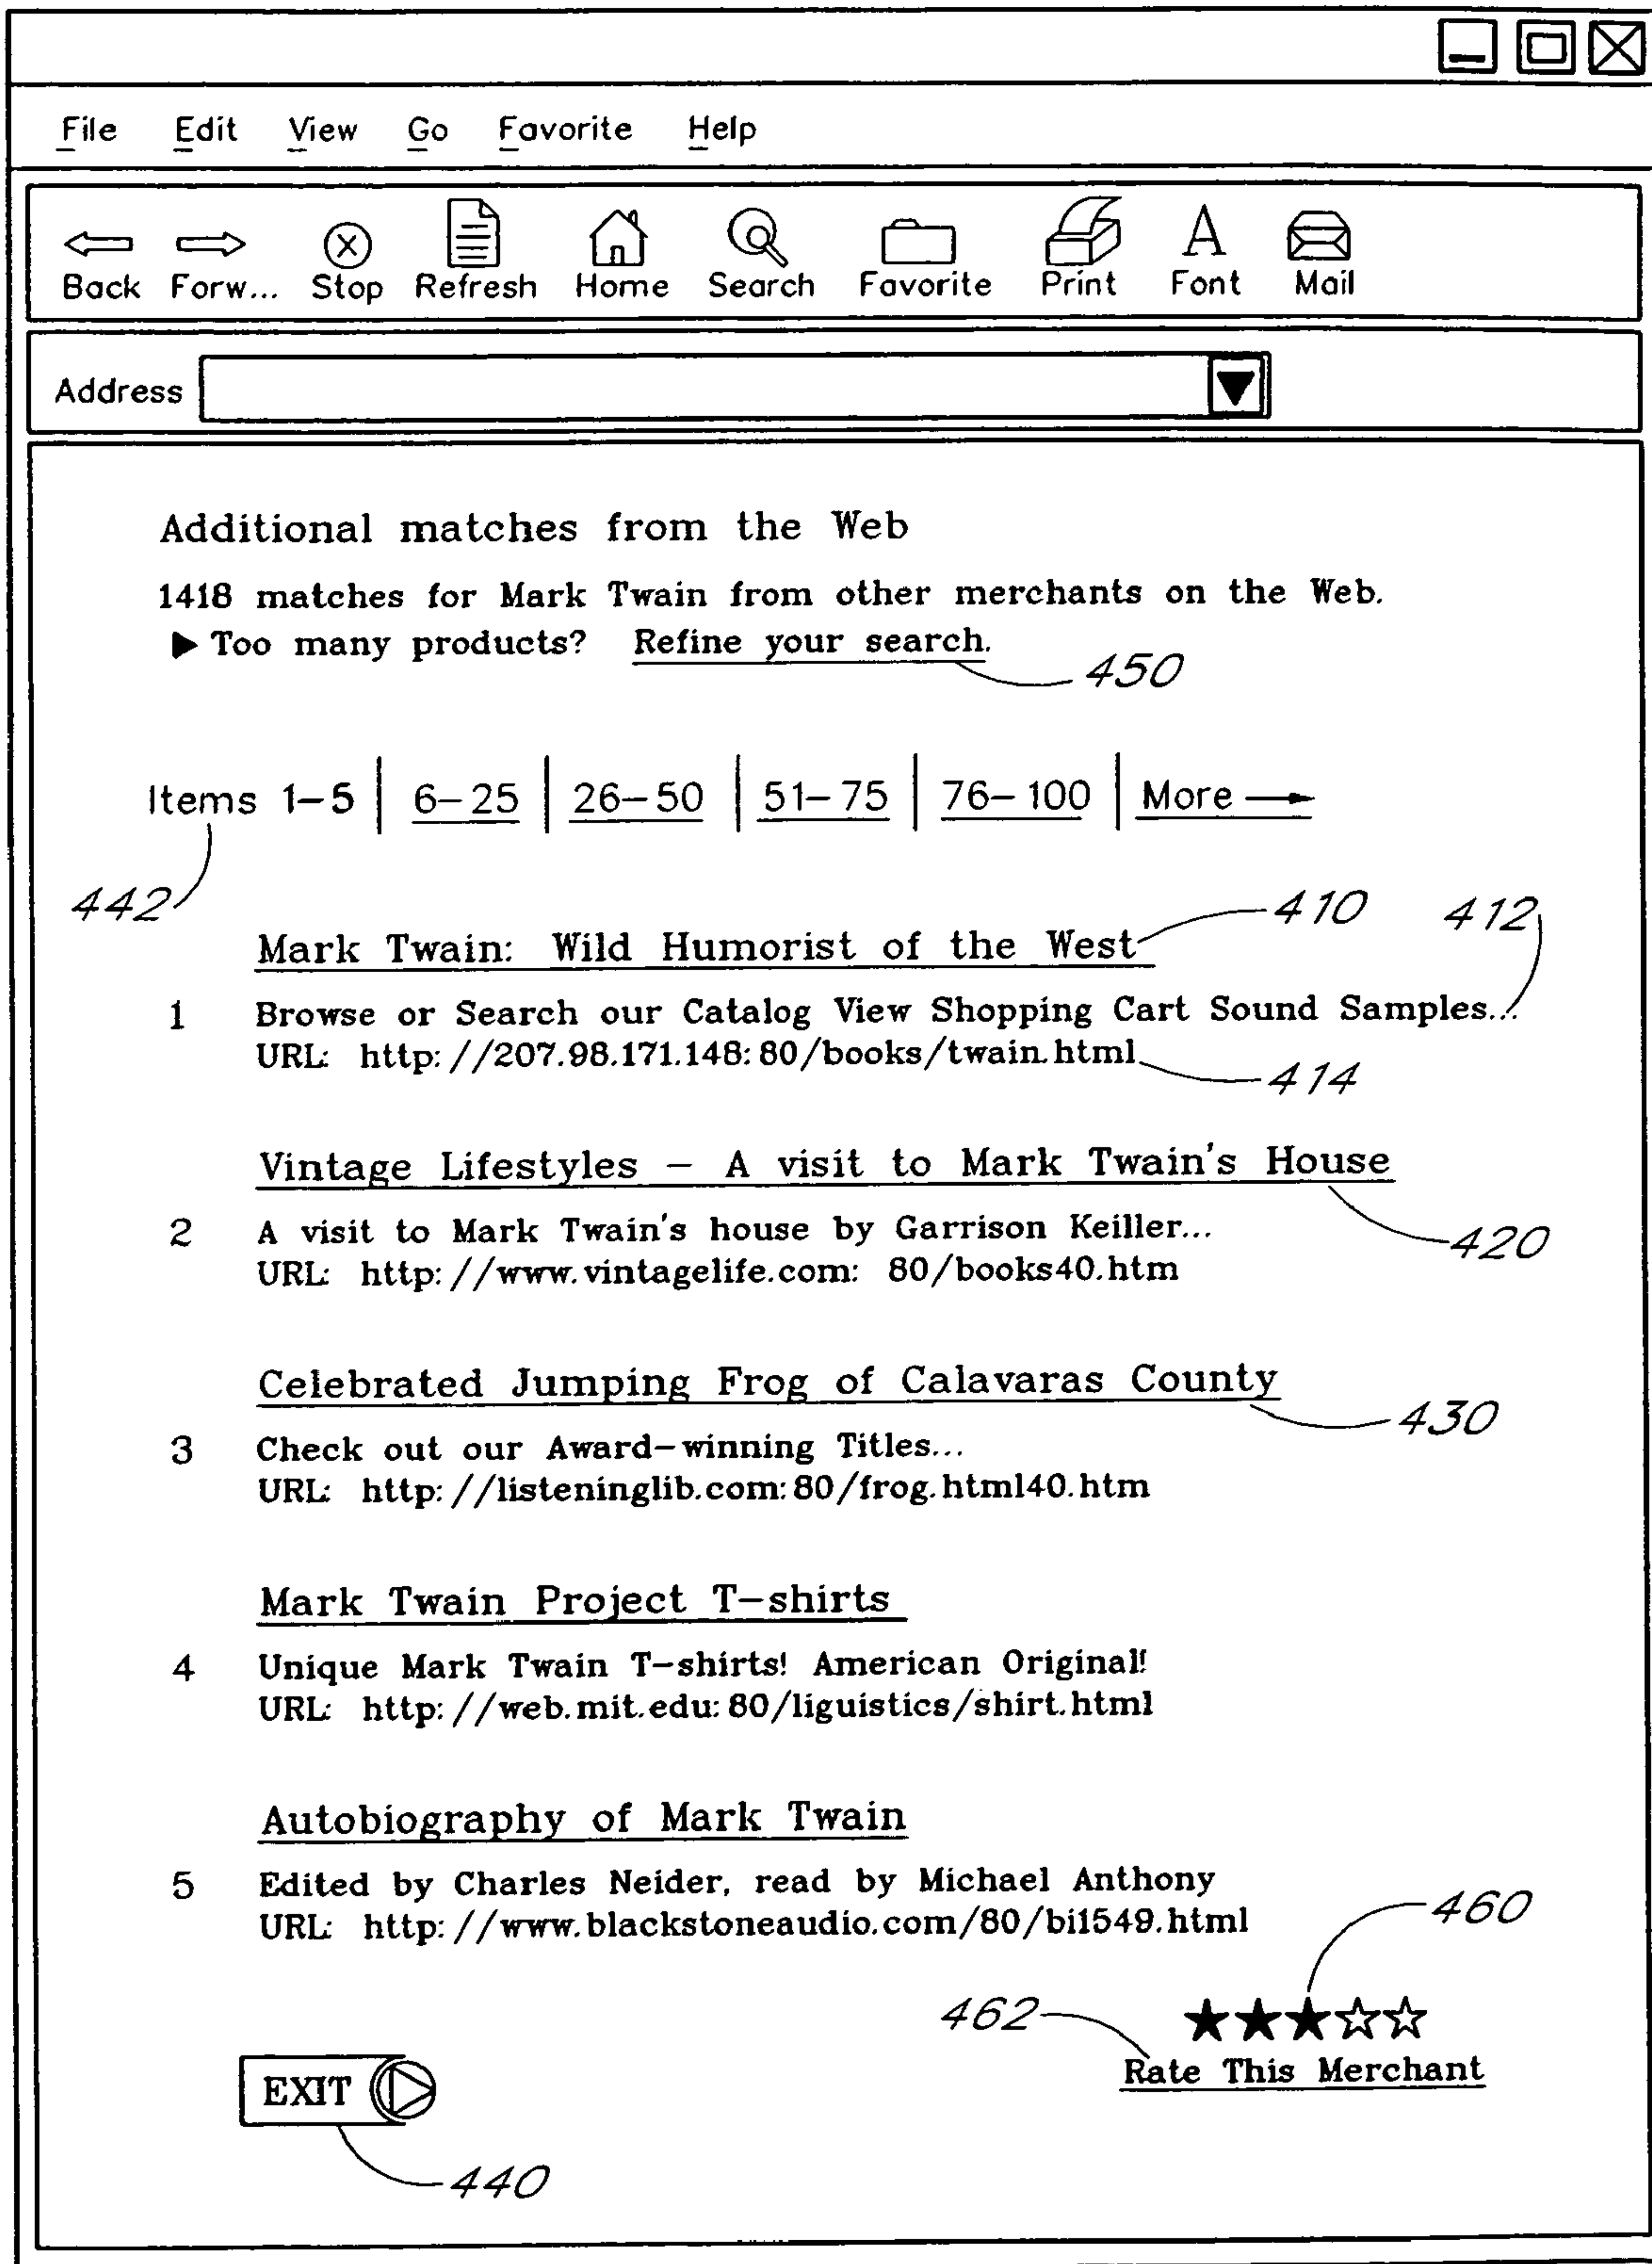 File Edit View Go Favorite Help
Back Forw... Stop Refresh Home Search Favorite Print Font Mail
Address
Additional matches from the Web
1418 matches for Mark Twain from other merchants on the Web.
▶ Too many products? Refine your search.
450
Items 1-5 | 6-25 | 26-50 | 51-75 | 76-100 | More →
442
410
412
Mark Twain: Wild Humorist of the West
1 Browse or Search our Catalog View Shopping Cart Sound Samples...
URL: http://207.98.171.148:80/books/twain.html
414
Vintage Lifestyles - A visit to Mark Twain's House
2 A visit to Mark Twain's house by Garrison Keiller...
420
URL: http://www.vintagelife.com: 80/books40.htm
Celebrated Jumping Frog of Calavaras County
430
3 Check out our Award-winning Titles...
URL: http://listeninglib.com:80/frog.html40.htm
Mark Twain Project T-shirts
4 Unique Mark Twain T-shirts! American Original!
URL: http://web.mit.edu:80/liguistics/shirt.html
Autobiography of Mark Twain
5 Edited by Charles Neider, read by Michael Anthony
460
URL: http://www.blackstoneaudio.com/80/bi1549.html
462
★★★☆☆
Rate This Merchant
EXIT
440